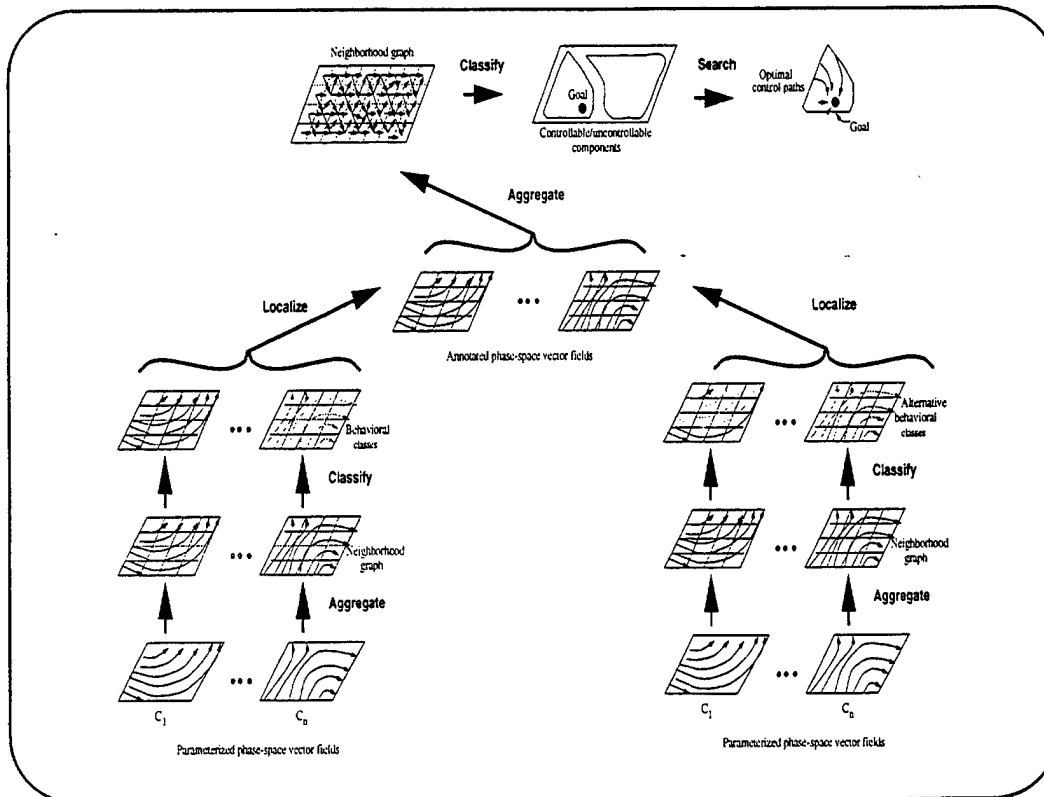 Neighborhood graph
Classify
Goal
Controllable/uncontrollable
components
Search
Optimal
control paths
Goal
Aggregate
Localize
Annotated phase-space vector fields
Localize
Behavioral
classes
Classify
Neighborhood
graph
Aggregate
C1
Cn
Parameterized phase-space vector fields
Alternative
behavioral
classes
Classify
Neighborhood
graph
Aggregate
C1
Cn
Parameterized phase-space vector fields